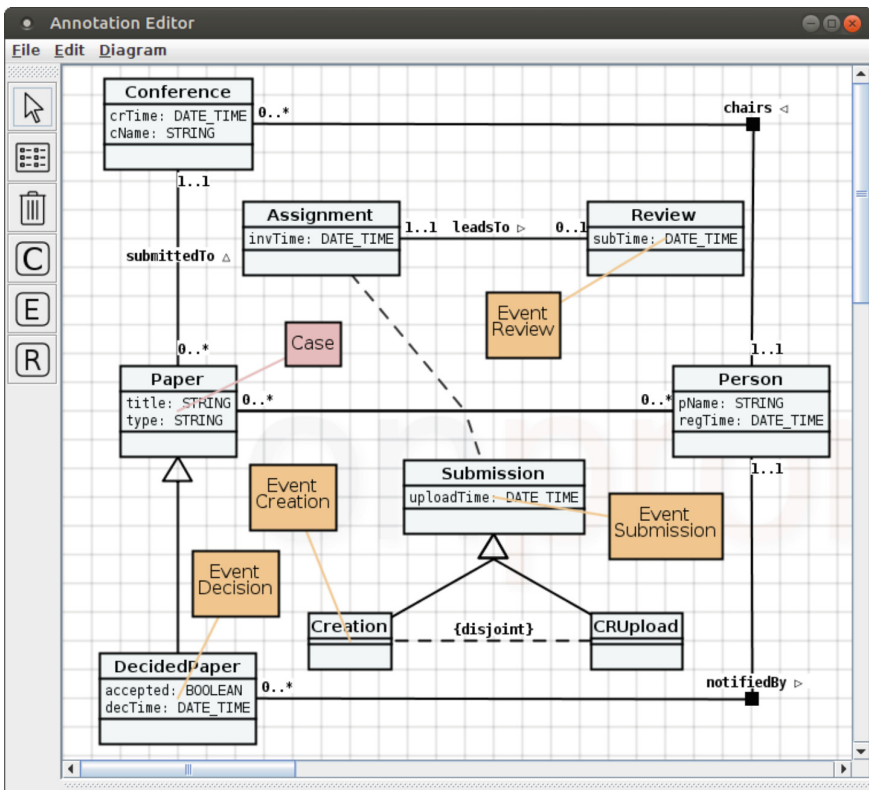 Annotation Editor
File Edit Diagram
Conference
crTime: DATE_TIME
cName: STRING
0..*
chairs ◁
1..1
Assignment
invTime: DATE_TIME
1..1 leadsTo ▷ 0..1
Review
subTime: DATE_TIME
submittedTo △
Event
Review
C
E
R
0..*
Case
1..1
Paper
title: STRING
type: STRING
0..*
0..*
Person
pName: STRING
regTime: DATE_TIME
1..1
Event
Creation
Submission
uploadTime: DATE_TIME
Event
Submission
Event
Decision
Creation
{disjoint}
CRUpload
DecidedPaper
accepted: BOOLEAN
decTime: DATE_TIME
0..*
notifiedBy ▷